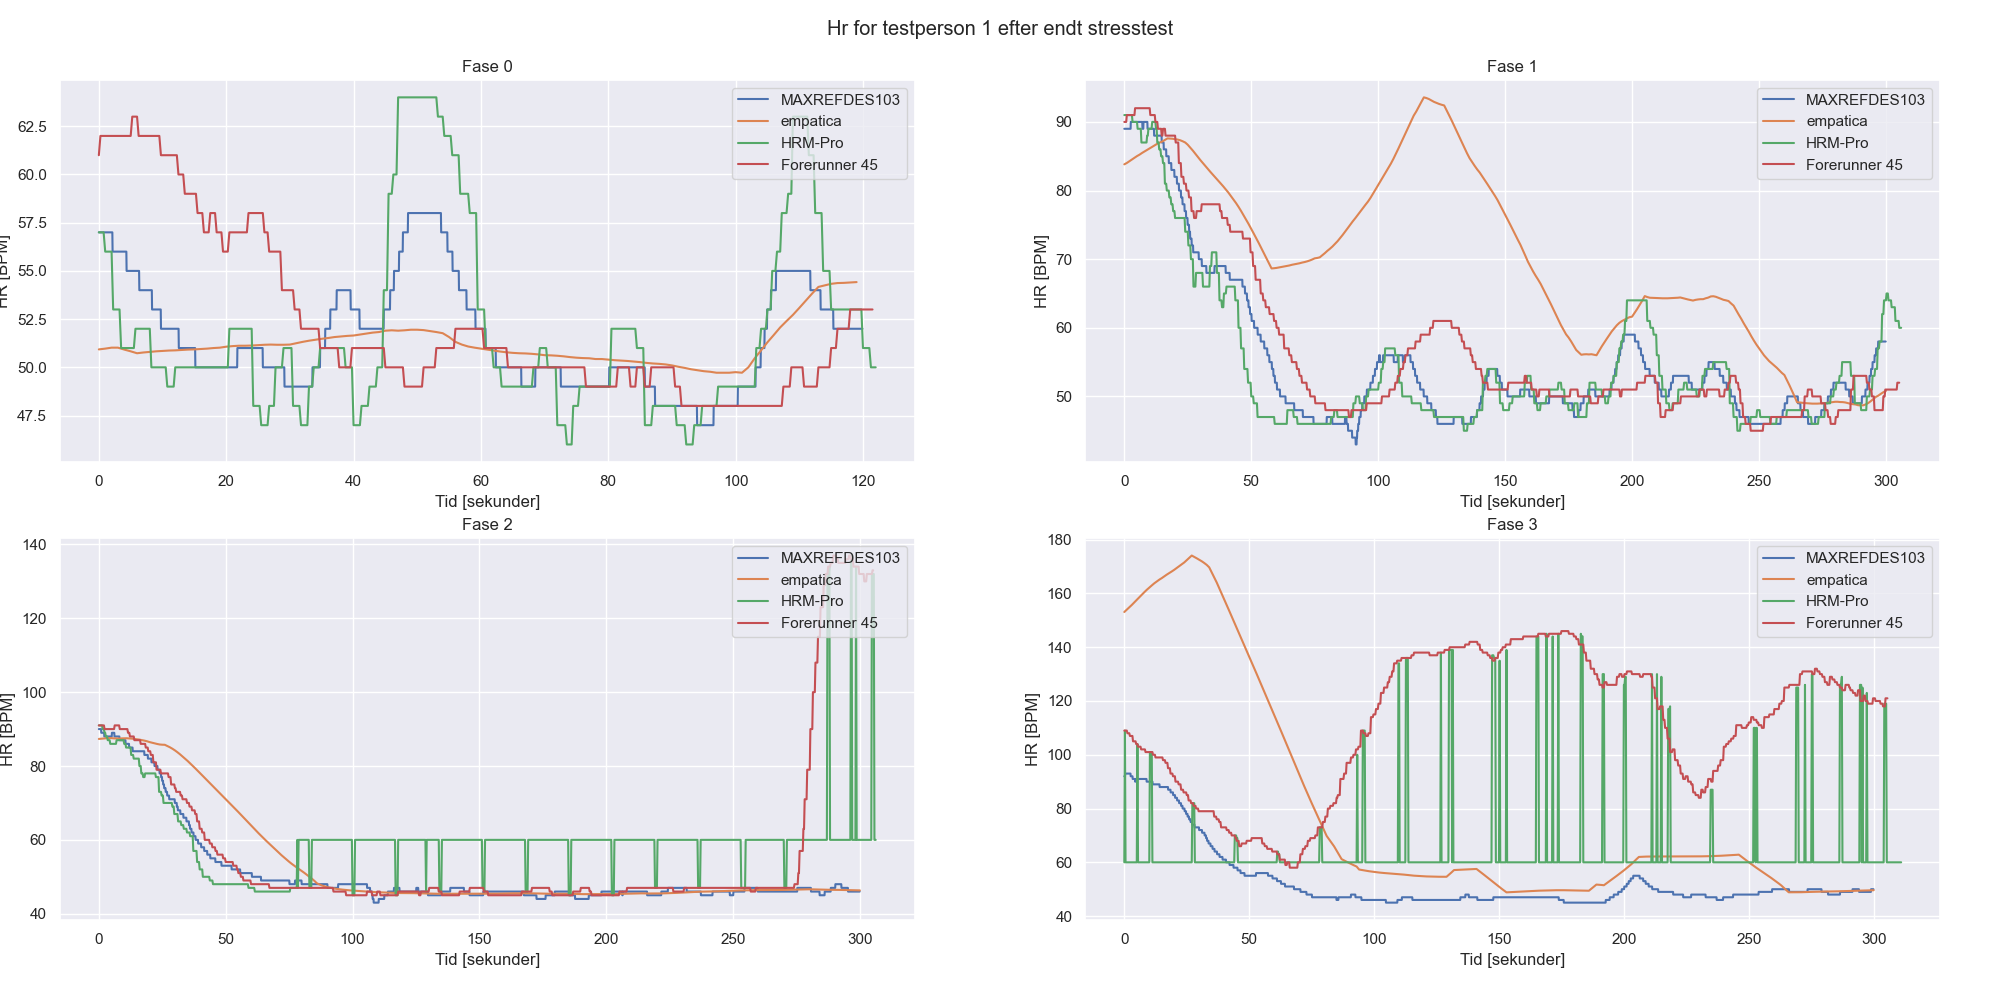 Hr for testperson 1 efter endt stresstest
Fase 0
HR [BPM]
62.5
60.0
57.5
55.0
52.5
50.0
47.5
0 20 40 60 80 100 120
Tid [sekunder]
MAXREFDES103
empatica
HRM-Pro
Forerunner 45
Fase 1
HR [BPM]
90
80
70
60
50
0 50 100 150 200 250 300
Tid [sekunder]
MAXREFDES103
empatica
HRM-Pro
Forerunner 45
Fase 2
HR [BPM]
140
120
100
80
60
40
0 50 100 150 200 250 300
Tid [sekunder]
MAXREFDES103
empatica
HRM-Pro
Forerunner 45
Fase 3
HR [BPM]
180
160
140
120
100
80
60
40
0 50 100 150 200 250 300
Tid [sekunder]
MAXREFDES103
empatica
HRM-Pro
Forerunner 45